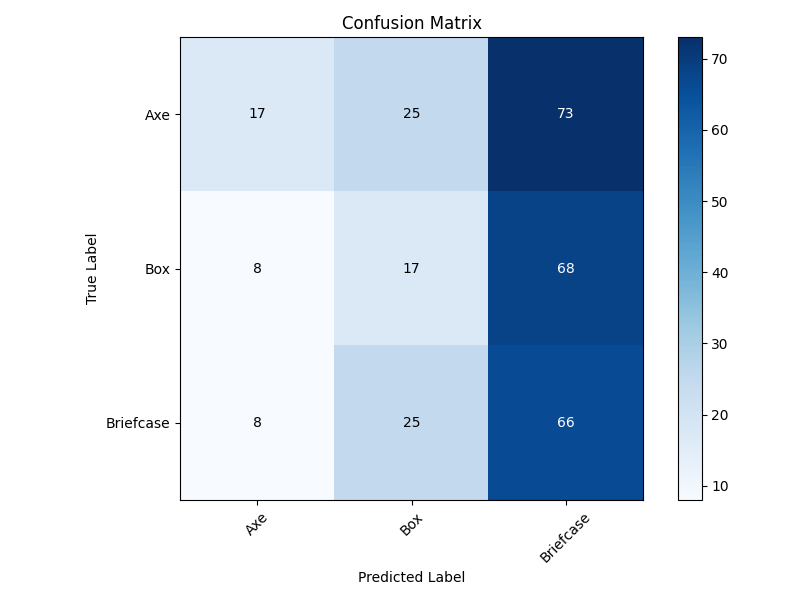 Confusion Matrix
True Label
Axe
17 25 73
Box
8 17 68
Briefcase
8 25 66
Axe Box Briefcase
Predicted Label
70
60
50
40
30
20
10